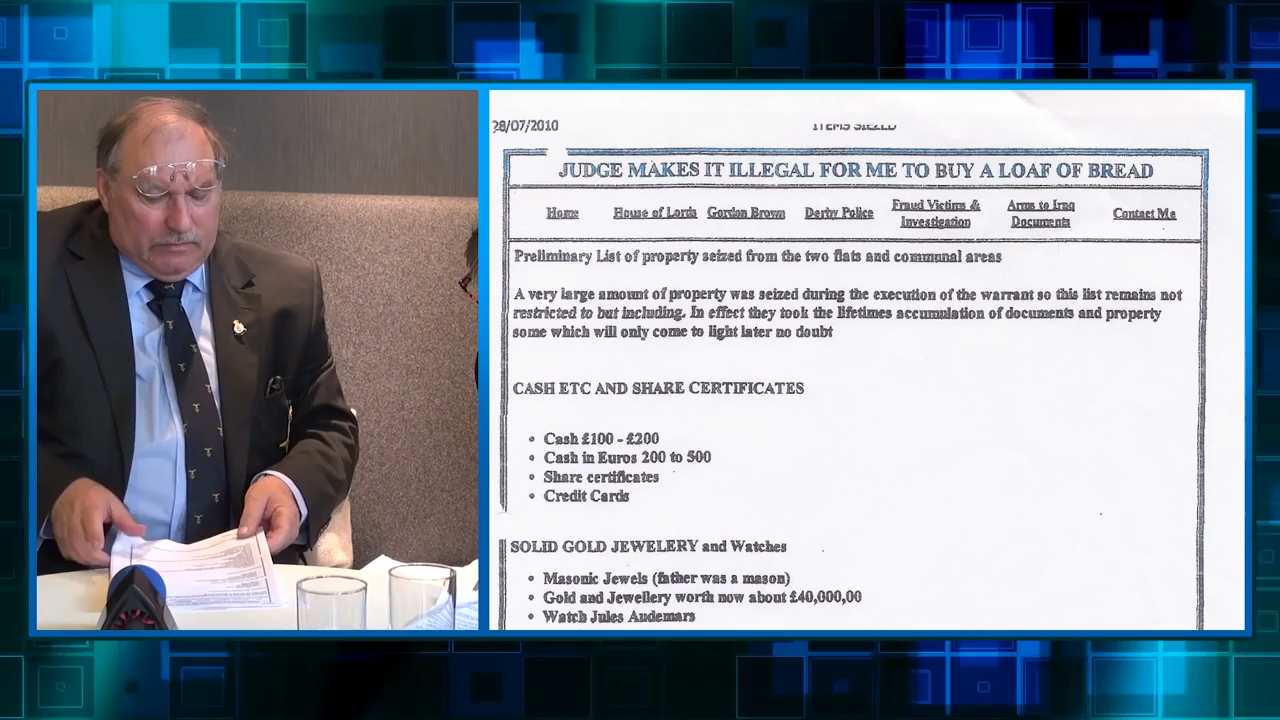 28/07/2010 ITEMS SIEZED
JUDGE MAKES IT ILLEGAL FOR ME TO BUY A LOAF OF BREAD
Home House of Lords Gordon Brown Derby Police Fraud Victims & Investigation Arms to Iraq Documents Contact Me
Preliminary List of property seized from the two flats and communal areas
A very large amount of property was seized during the execution of the warrant so this list remains not
restricted to but including. In effect they took the lifetimes accumulation of documents and property
some which will only come to light later no doubt
CASH ETC AND SHARE CERTIFICATES
• Cash £100 - £200
• Cash in Euros 200 to 500
• Share certificates
• Credit Cards
SOLID GOLD JEWELERY and Watches
• Masonic Jewels (father was a mason)
• Gold and Jewellery worth now about £40,000,00
• Watch Jules Audemars